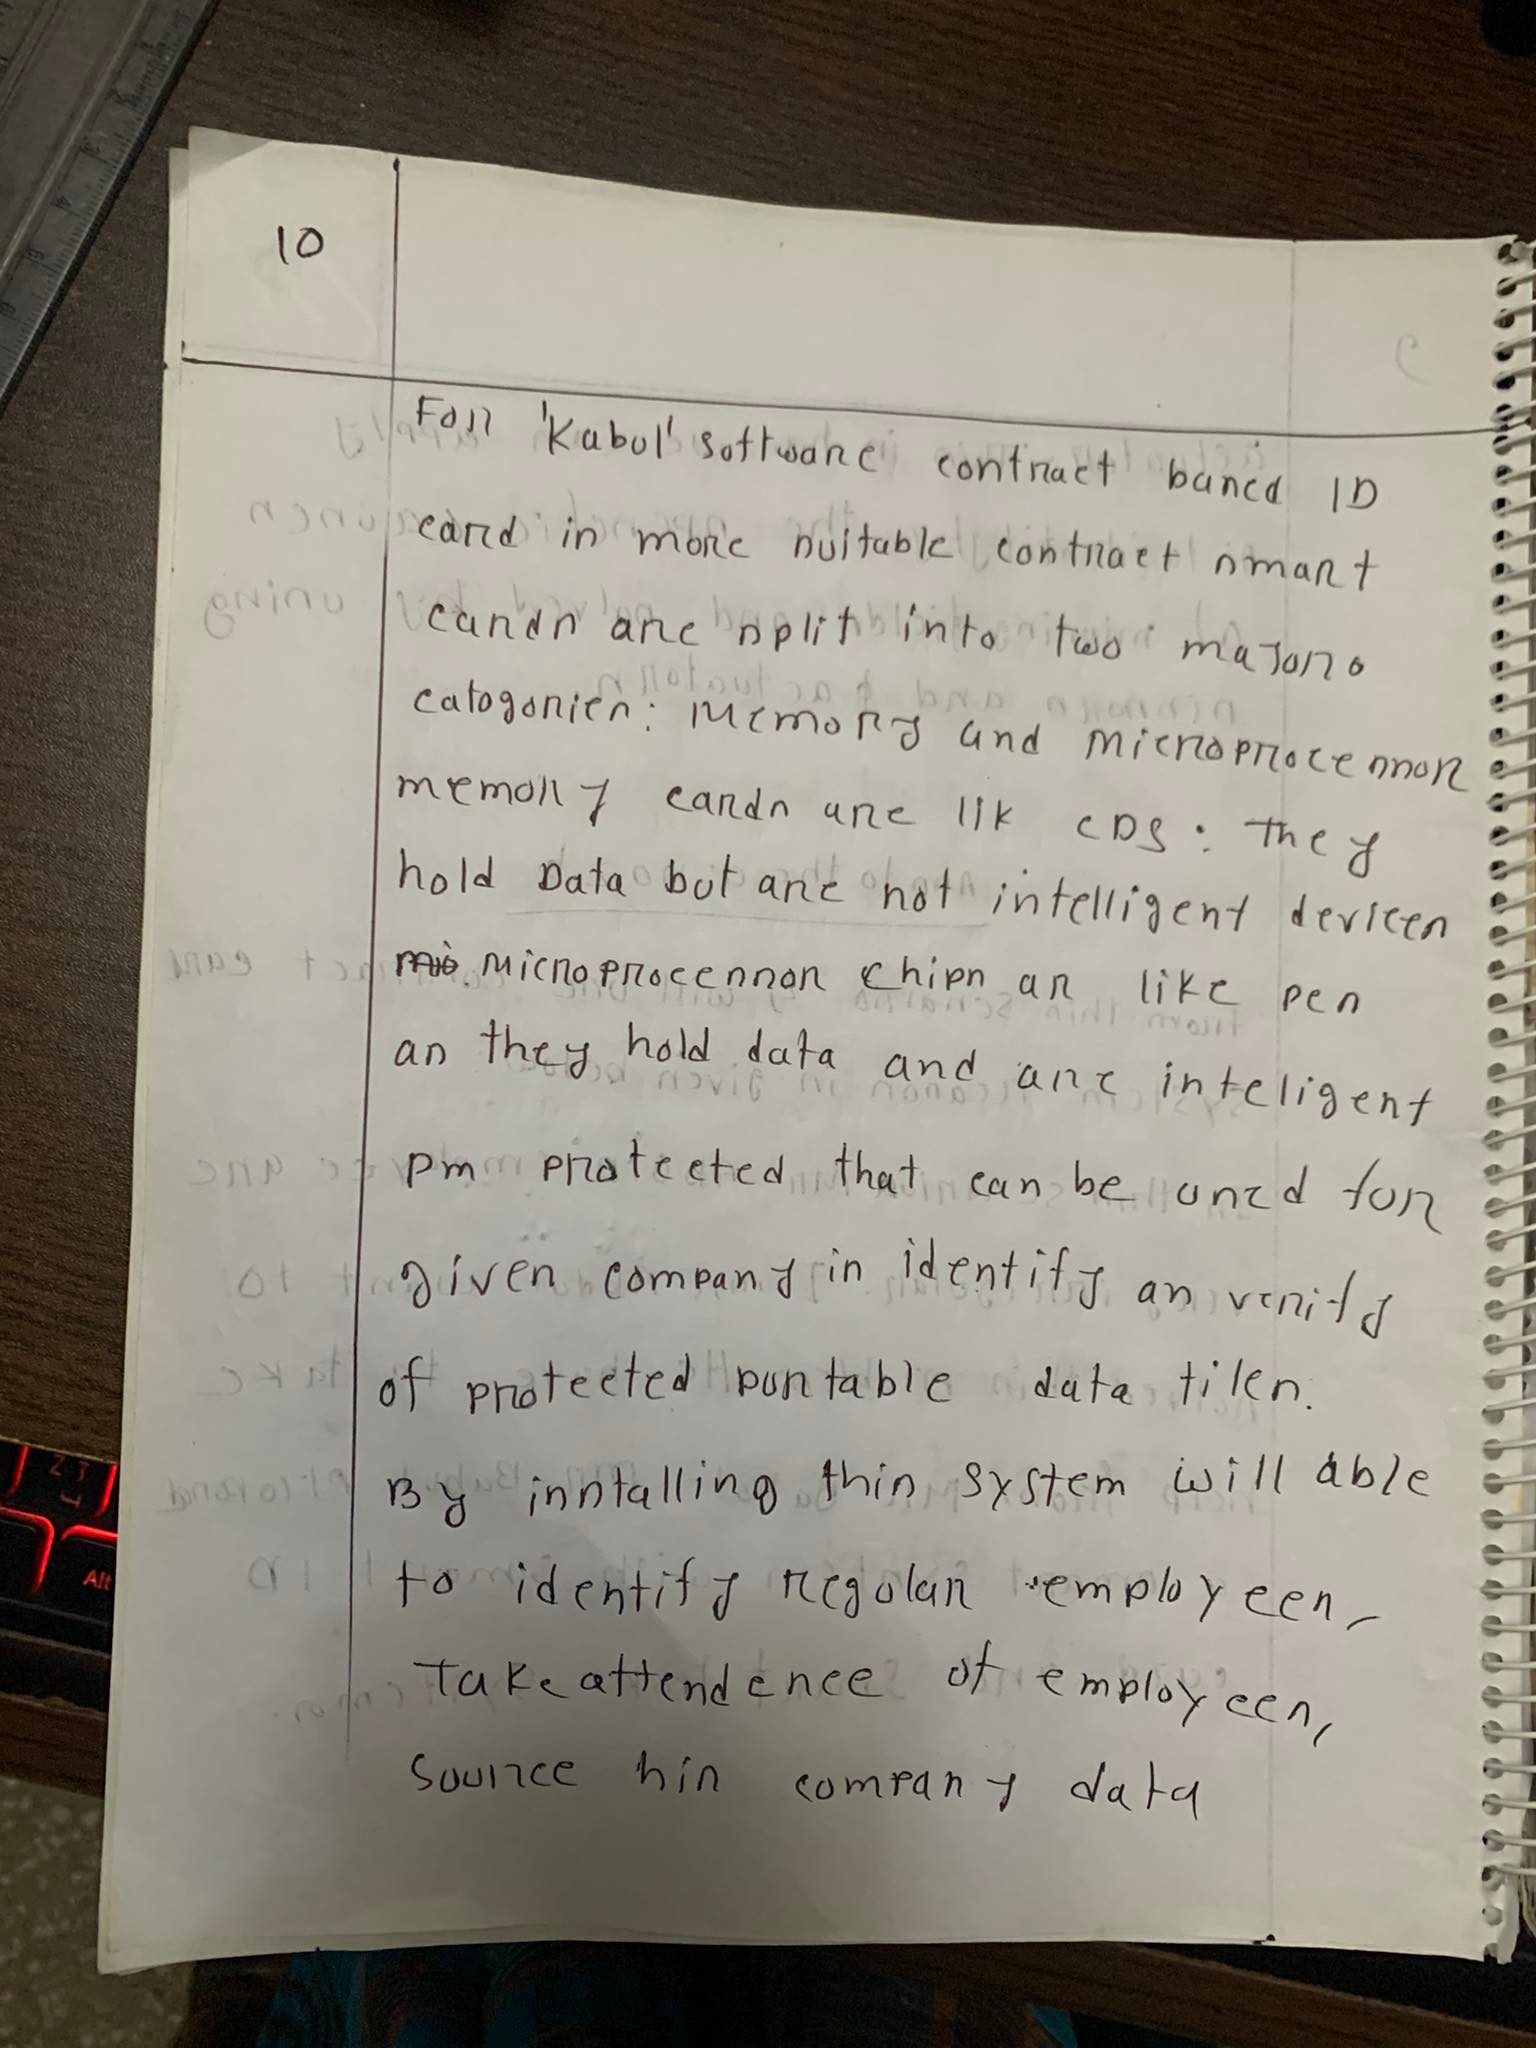 10
For 'Kabul' software contract based ID
card is more suitable contract smart
cards are split into two majoro
catogories: Memory and microprocessor
memory cards are lik CDS: they
hold Data but are not intelligent devices
microprocessor chips ar like pen
as they hold data and are inteligent
pm protected that can be used for
given company is identify as verify
of protected portable data files.
By installing this system will able
to identify regular employees,
Take attendence of employees,
Source his company data